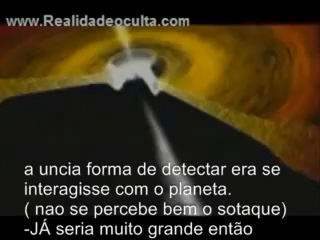 www.Realidadeoculta.com
a uncia forma de detectar era se
interagisse com o planeta.
( nao se percebe bem o sotaque)
-JÁ seria muito grande então